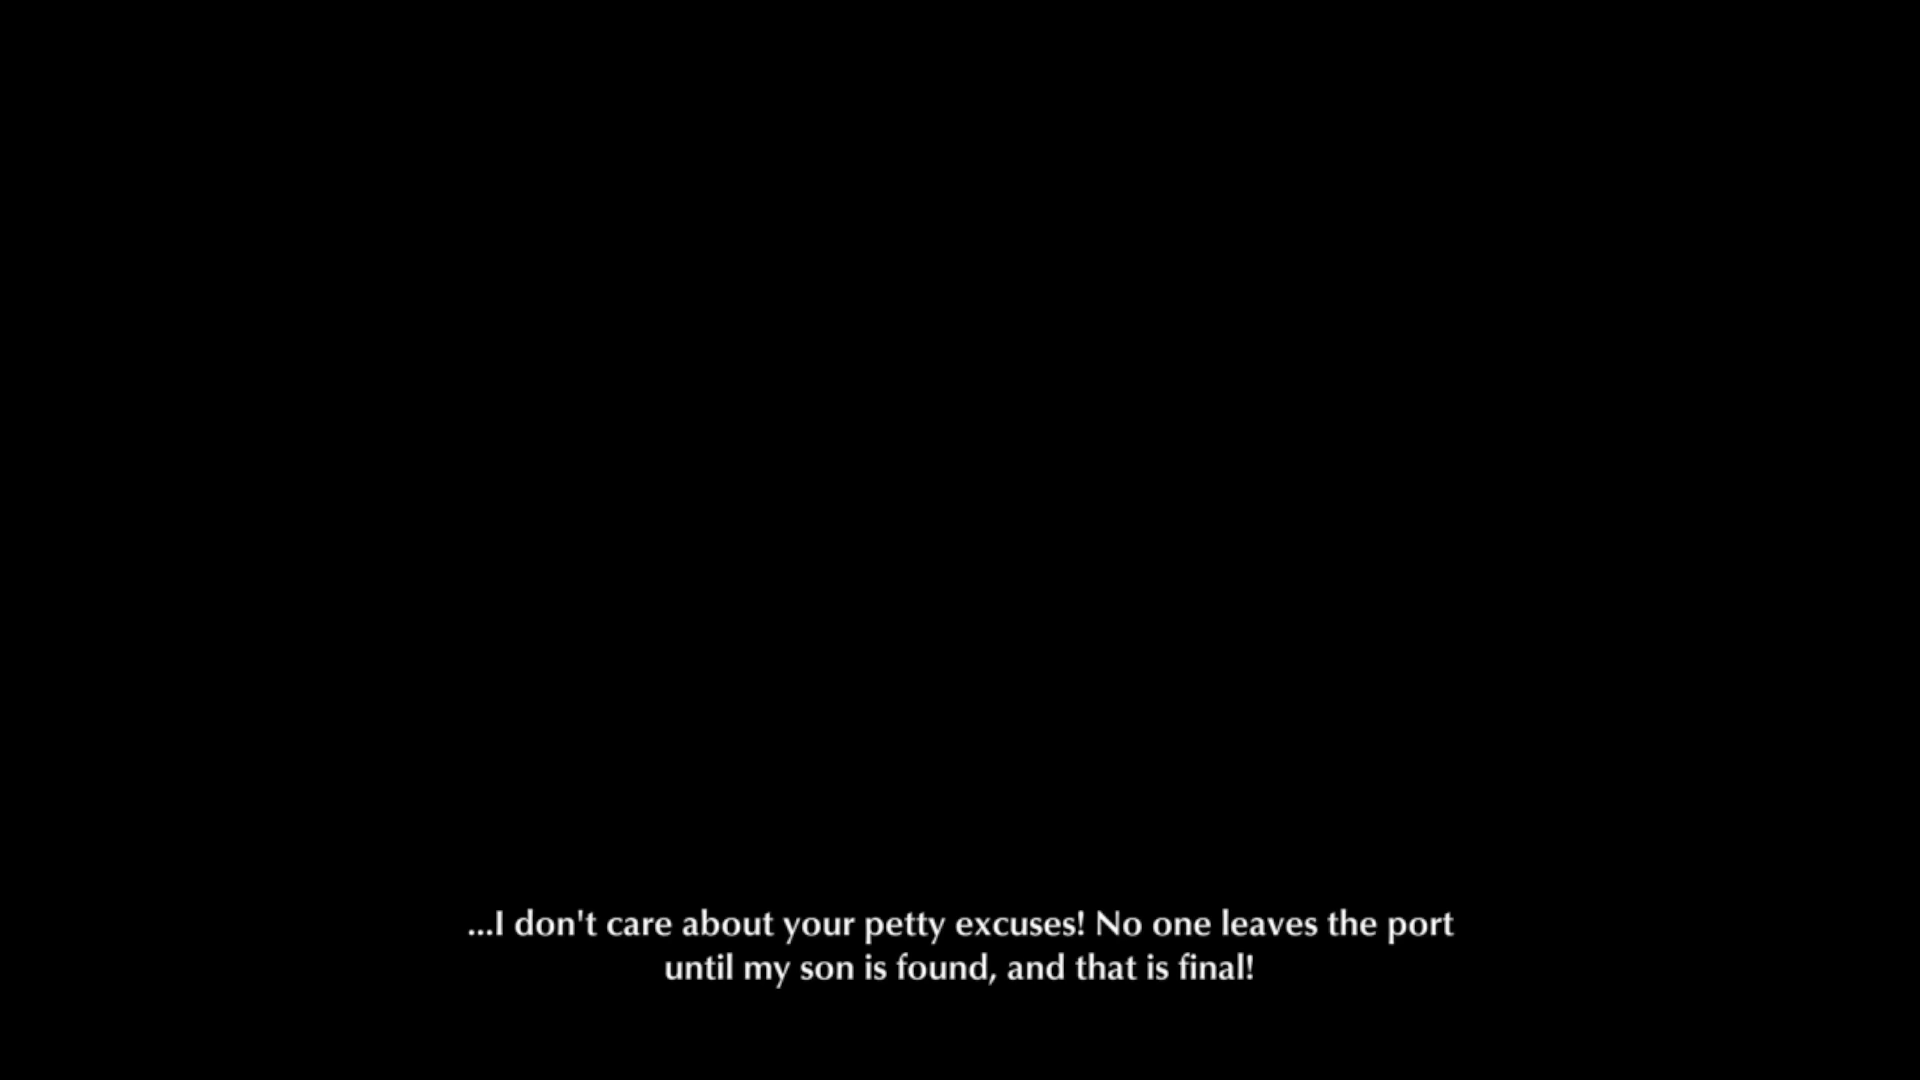 ...I don't care about your petty excuses! No one leaves the port
until my son is found, and that is final!